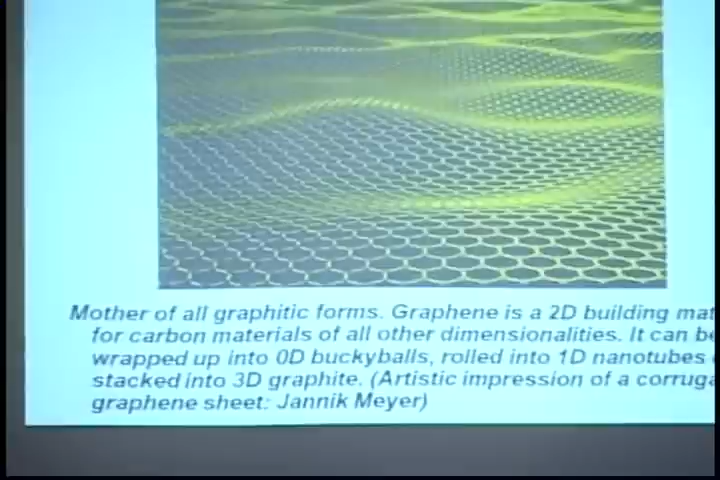 Mother of all graphitic forms. Graphene is a 2D building
for carbon materials of all other dimensionalities. It can
wrapped up into 0D buckyballs, rolled into 1D nanotubes
stacked into 3D graphite. (Artistic impression of a
graphene sheet: Jannik Meyer)